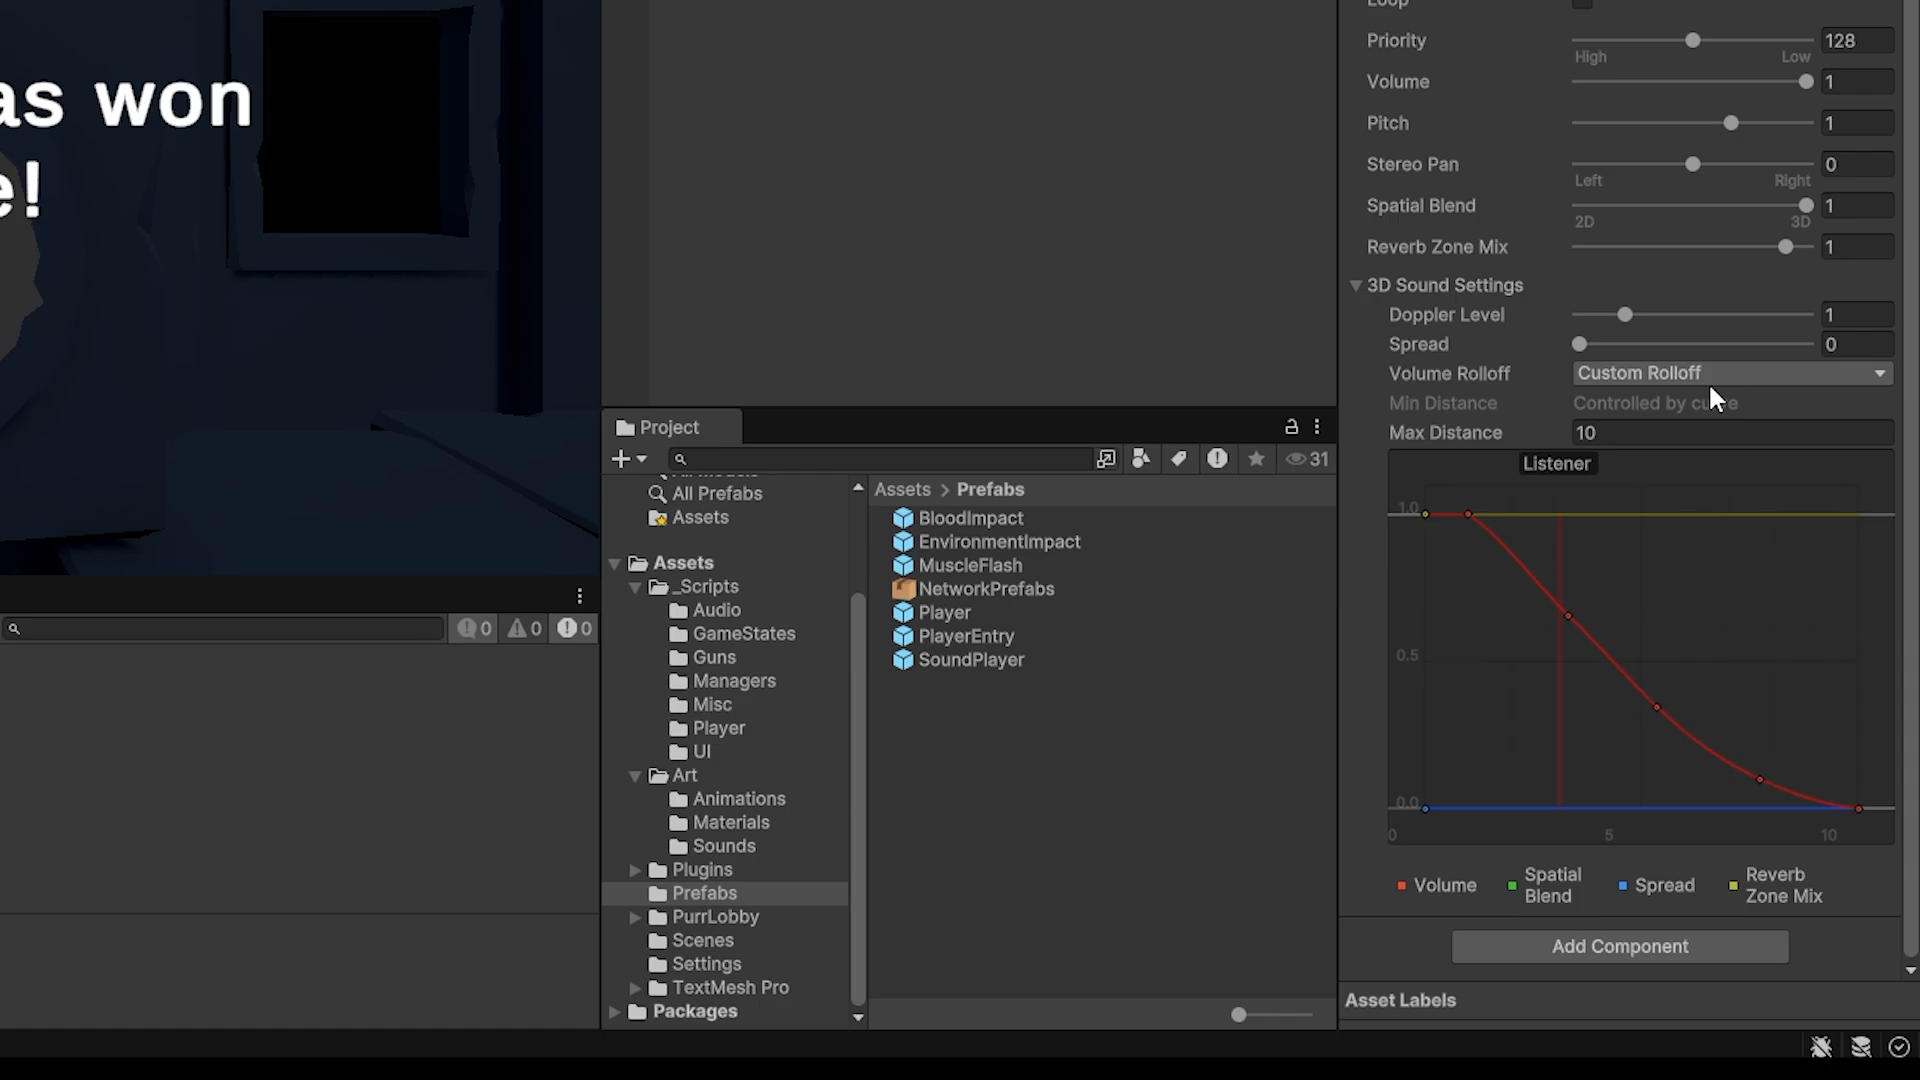 as won
e!
0
0
0
Project
31
All Prefabs
Assets
Assets
_Scripts
Audio
GameStates
Guns
Managers
Misc
Player
UI
Art
Animations
Materials
Sounds
Plugins
Prefabs
PurrLobby
Scenes
Settings
TextMesh Pro
Packages
Assets > Prefabs
BloodImpact
EnvironmentImpact
MuscleFlash
NetworkPrefabs
Player
PlayerEntry
SoundPlayer
Loop
Priority 128
High Low
Volume 1
Pitch 1
Stereo Pan 0
Left Right
Spatial Blend 1
2D 3D
Reverb Zone Mix 1
3D Sound Settings
Doppler Level 1
Spread 0
Volume Rolloff Custom Rolloff
Min Distance Controlled by
Max Distance 10
Listener
1.0
0.5
0.0
0 5 10
Volume
Spatial
Blend
Spread
Reverb
Zone Mix
Add Component
Asset Labels